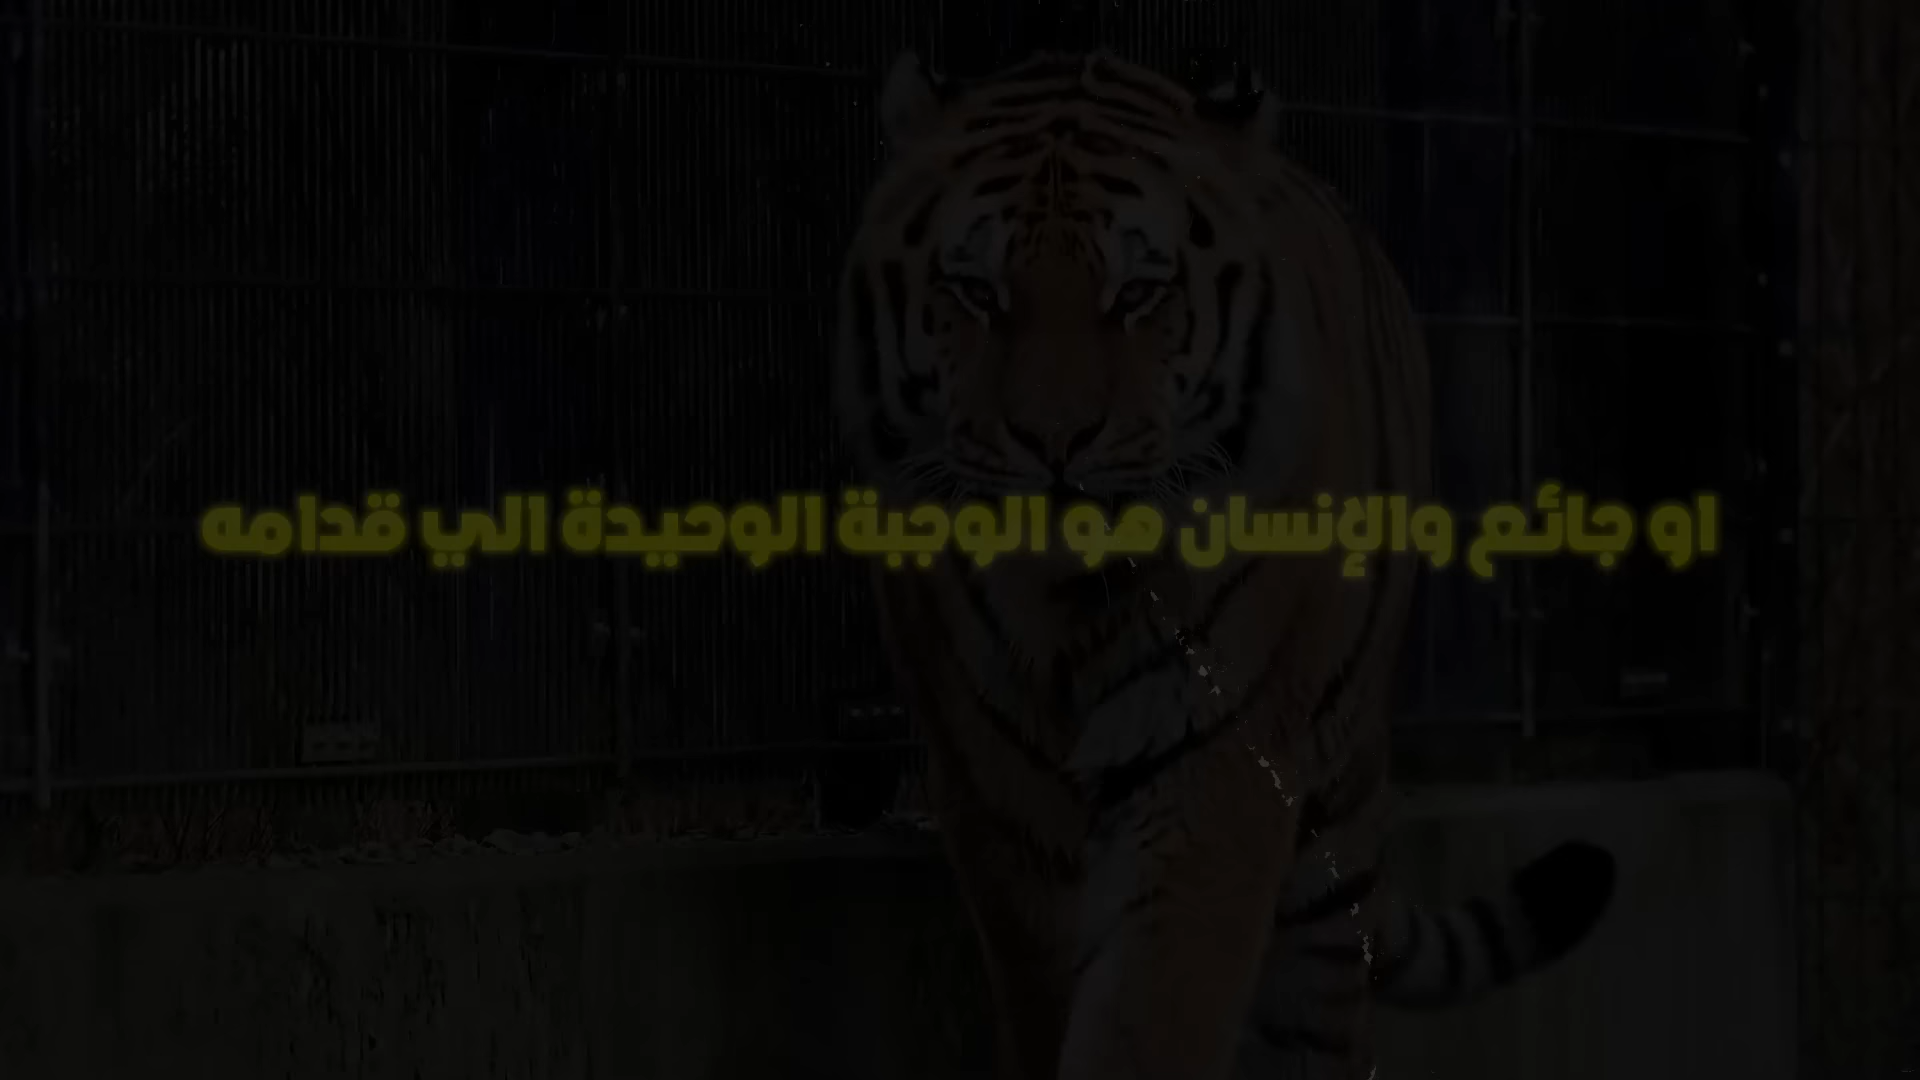 او جائع والإنسان هو الوجبة الوحيدة الي قدامه